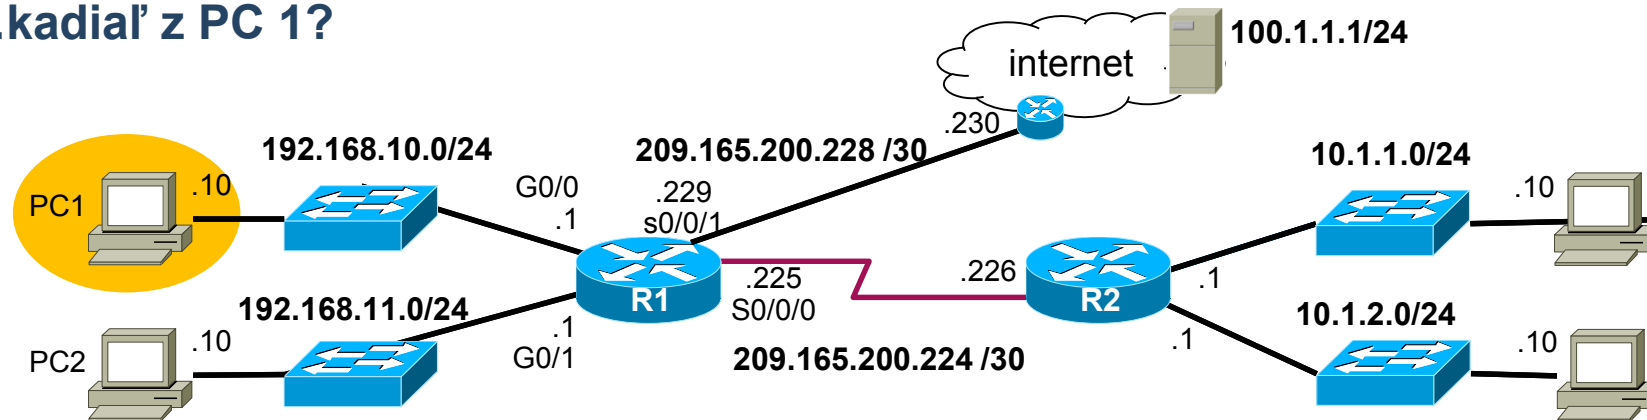 .kadiaľ z PC 1?
internet
100.1.1.1/24
.230
192.168.10.0/24
209.165.200.228 /30
10.1.1.0/24
PC1
.10
G0/0
.1
.229
s0/0/1
.10
R1
.225
S0/0/0
.226
R2
.1
192.168.11.0/24
10.1.2.0/24
PC2
.10
.1
G0/1
209.165.200.224 /30
.1
.10